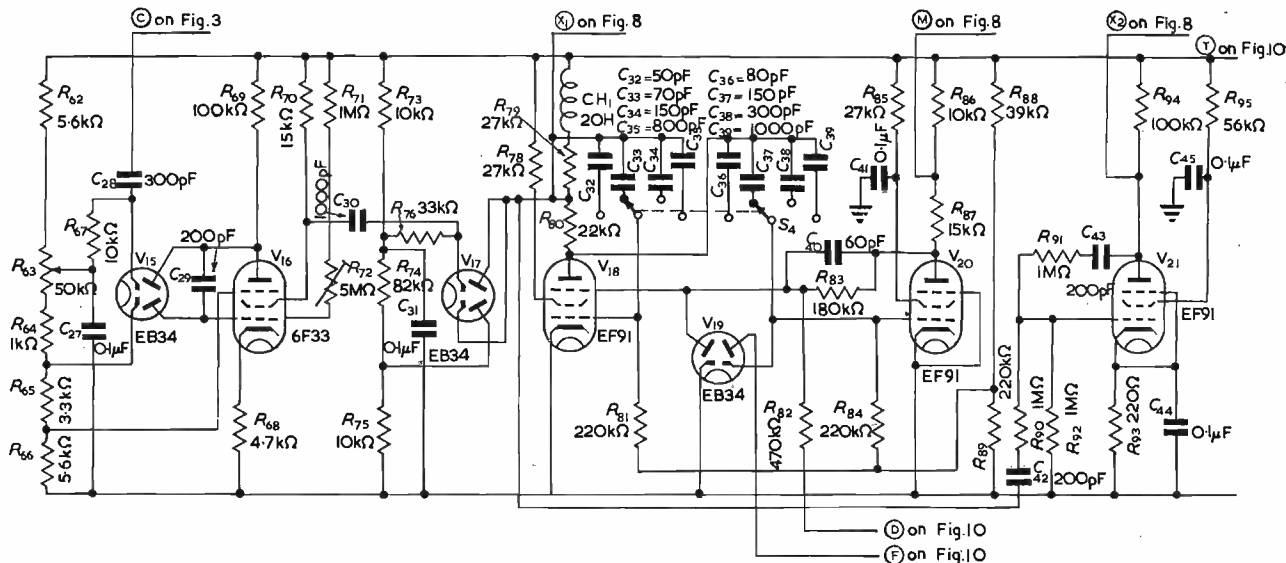 Ⓒ on Fig.3
Ⓧ₁ on Fig.8
Ⓜ on Fig.8
Ⓧ₂ on Fig.8
Ⓣ on Fig.10
R62
5·6kΩ
R69
100kΩ
R70
15kΩ
R71
1MΩ
R73
10kΩ
CH1
20H
R79
27kΩ
R78
27kΩ
C32=50pF
C33=70pF
C34=150pF
C35=800pF
C36=80pF
C37=150pF
C38=300pF
C39=1000pF
C32
C33
C34
C35
C36
C37
C38
C39
R85
27kΩ
C41
0·1µF
R86
10kΩ
R88
39kΩ
R94
100kΩ
R95
56kΩ
C45
0·1µF
C28
300pF
R67
10kΩ
200pF
C29
1000pF
C30
R76 33kΩ
R80
22kΩ
S4
C40
60pF
R87
15kΩ
R91
1MΩ
C43
200pF
R63
50kΩ
V15
EB34
V16
6F33
R72
5MΩ
R74
82kΩ
C31
0·1µF
V17
EB34
V18
EF91
R83
180kΩ
V20
EF91
V21
EF91
R64
1kΩ
C27
0·1µF
V19
EB34
R65
3·3kΩ
R66
5·6kΩ
R68
4·7kΩ
R75
10kΩ
R81
220kΩ
R82
470kΩ
R84
220kΩ
220kΩ
R89
1MΩ
R90
1MΩ
R92
C42
200pF
R93
220Ω
C44
0·1µF
Ⓓ on Fig.10
Ⓕ on Fig.10